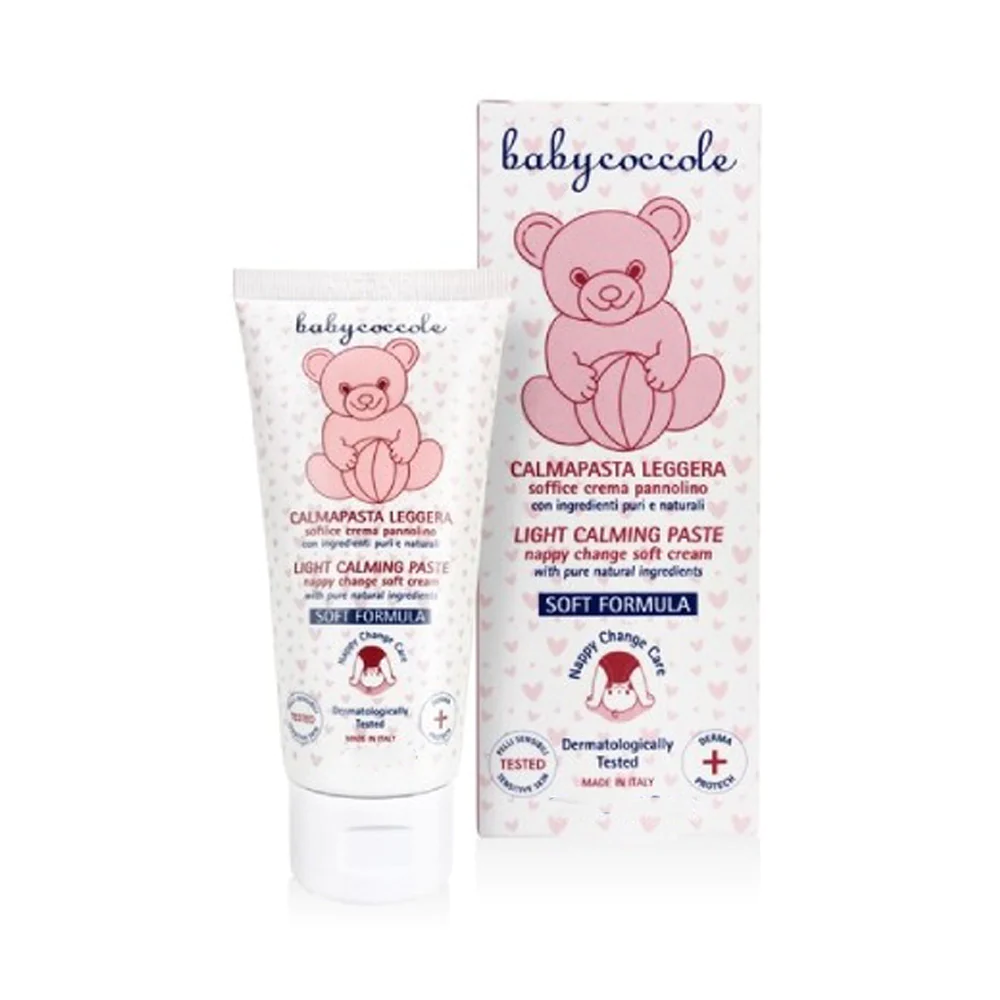 babycoccole
CALMAPASTA LEGGERA
soffice crema pannolino
con ingredienti puri e naturali
LIGHT CALMING PASTE
nappy change soft cream
with pure natural ingredients
SOFT FORMULA
Nappy Change Care
TESTED
Dermatologically
Tested
MADE IN ITALY
babycoccole
CALMAPASTA LEGGERA
soffice crema pannolino
con ingredienti puri e naturali
LIGHT CALMING PASTE
nappy change soft cream
with pure natural ingredients
SOFT FORMULA
Nappy Change Care
PELLI SENSIBILI
TESTED
SENSITIVE SKIN
Dermatologically
Tested
MADE IN ITALY
DERMA
PROTECH